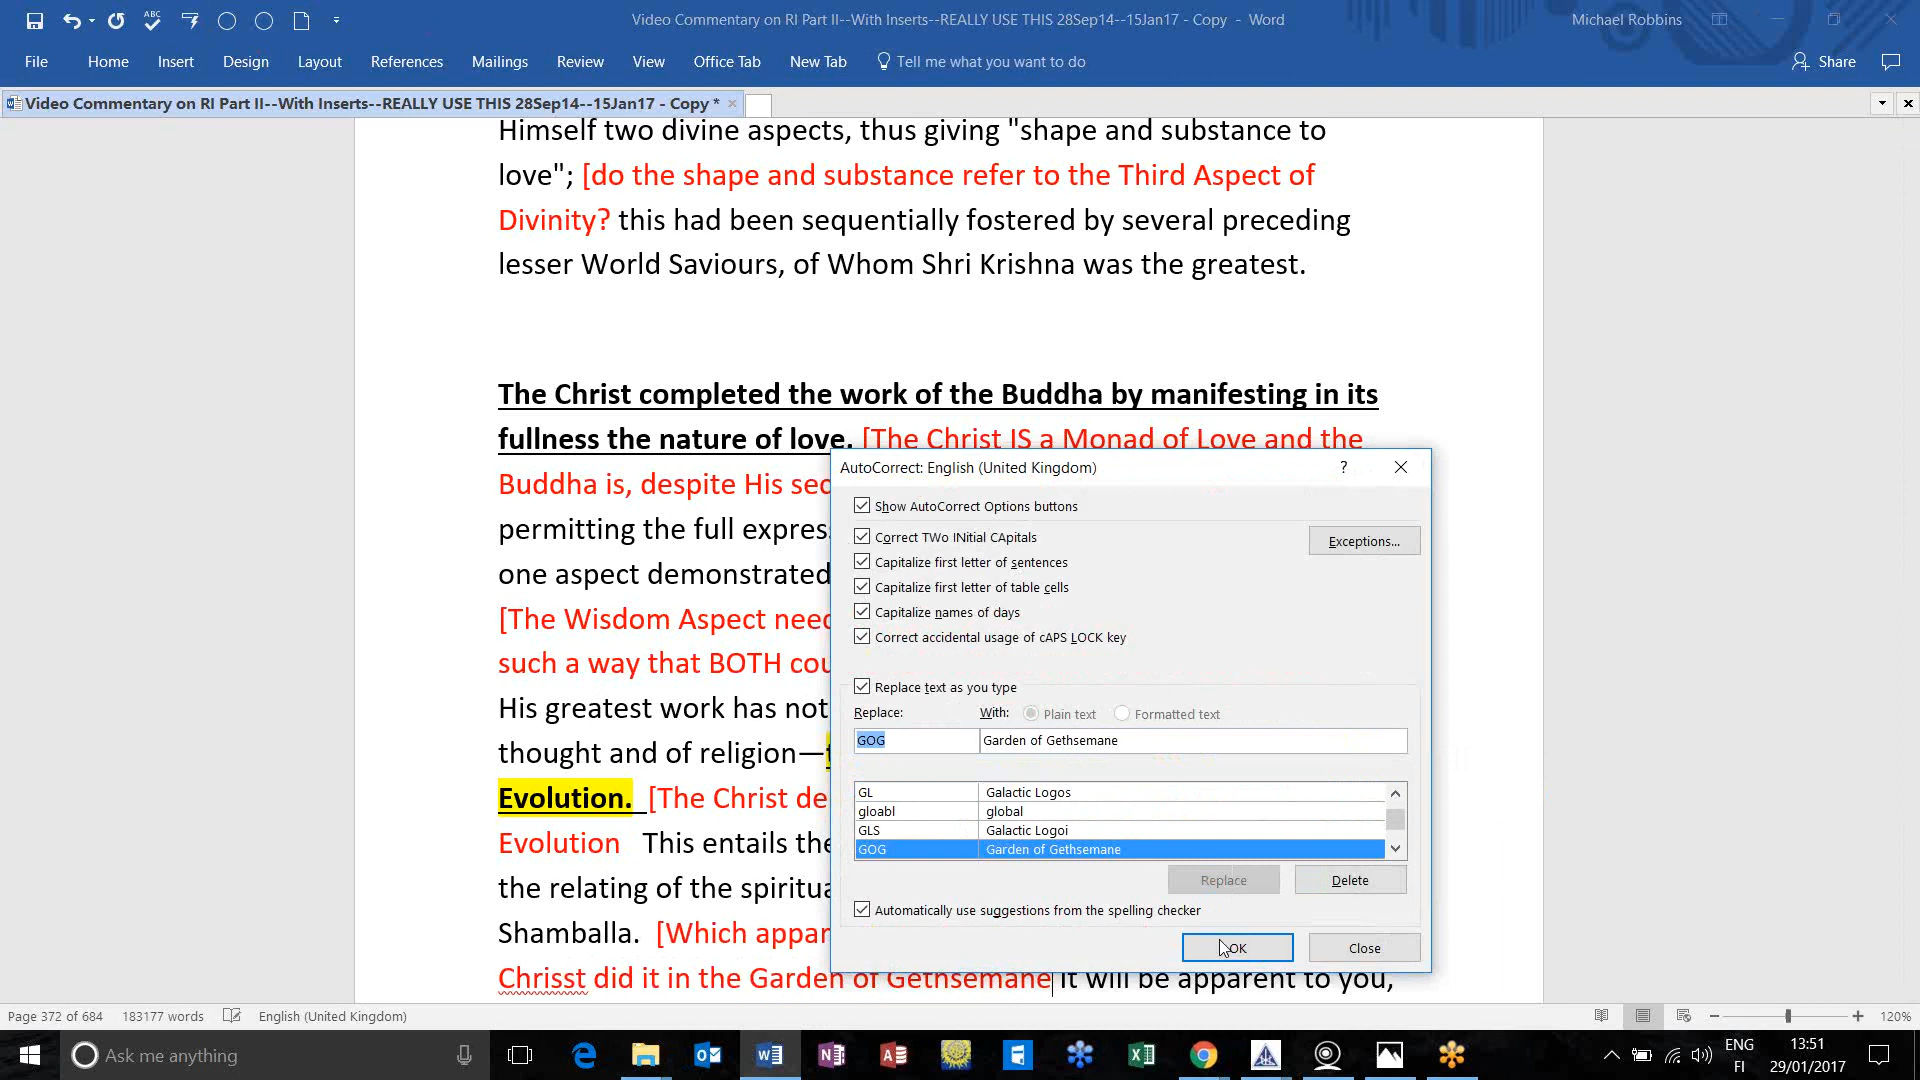 Video Commentary on RI Part II--With Inserts--REALLY USE THIS 28Sep14--15Jan17 - Copy - Word
Michael Robbins
File Home Insert Design Layout References Mailings Review View Office Tab New Tab Tell me what you want to do Share
Video Commentary on RI Part II--With Inserts--REALLY USE THIS 28Sep14--15Jan17 - Copy *
Himself two divine aspects, thus giving "shape and substance to
love"; [do the shape and substance refer to the Third Aspect of
Divinity? this had been sequentially fostered by several preceding
lesser World Saviours, of Whom Shri Krishna was the greatest.
The Christ completed the work of the Buddha by manifesting in its
fullness the nature of love. [The Christ IS a Monad of Love and the
Buddha is, despite His sec
permitting the full expres
one aspect demonstrated
[The Wisdom Aspect need
such a way that BOTH cou
His greatest work has not
thought and of religion—
Evolution. [The Christ de
Evolution This entails the
the relating of the spiritua
Shamballa. [Which appar
Chrisst did it in the Garden of Gethsemane it will be apparent to you,
AutoCorrect: English (United Kingdom)
?
Show AutoCorrect Options buttons
Correct TWo INitial CApitals
Exceptions...
Capitalize first letter of sentences
Capitalize first letter of table cells
Capitalize names of days
Correct accidental usage of cAPS LOCK key
Replace text as you type
Replace: With: Plain text Formatted text
GOG Garden of Gethsemane
GL Galactic Logos
gloabl global
GLS Galactic Logoi
GOG Garden of Gethsemane
Replace Delete
Automatically use suggestions from the spelling checker
OK Close
Page 372 of 684 183177 words English (United Kingdom) 120%
Ask me anything
ENG
FI
13:51
29/01/2017